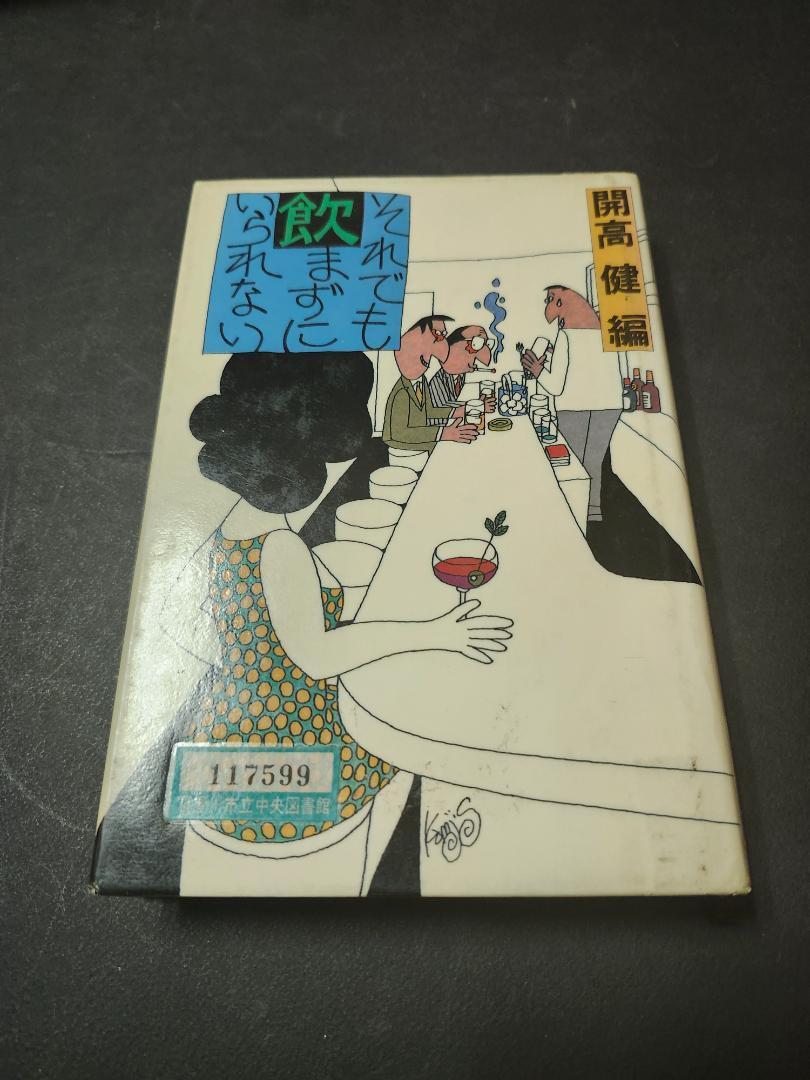 それでも
飲まずに
いられない
開高 健 編
117599
市立中央図書館